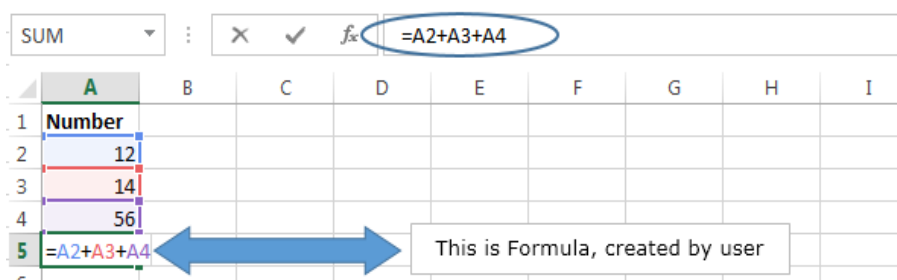 SUM fx =A2+A3+A4
A B C D E F G H I
1 Number
2 12
3 14
4 56
5 =A2+A3+A4 This is Formula, created by user